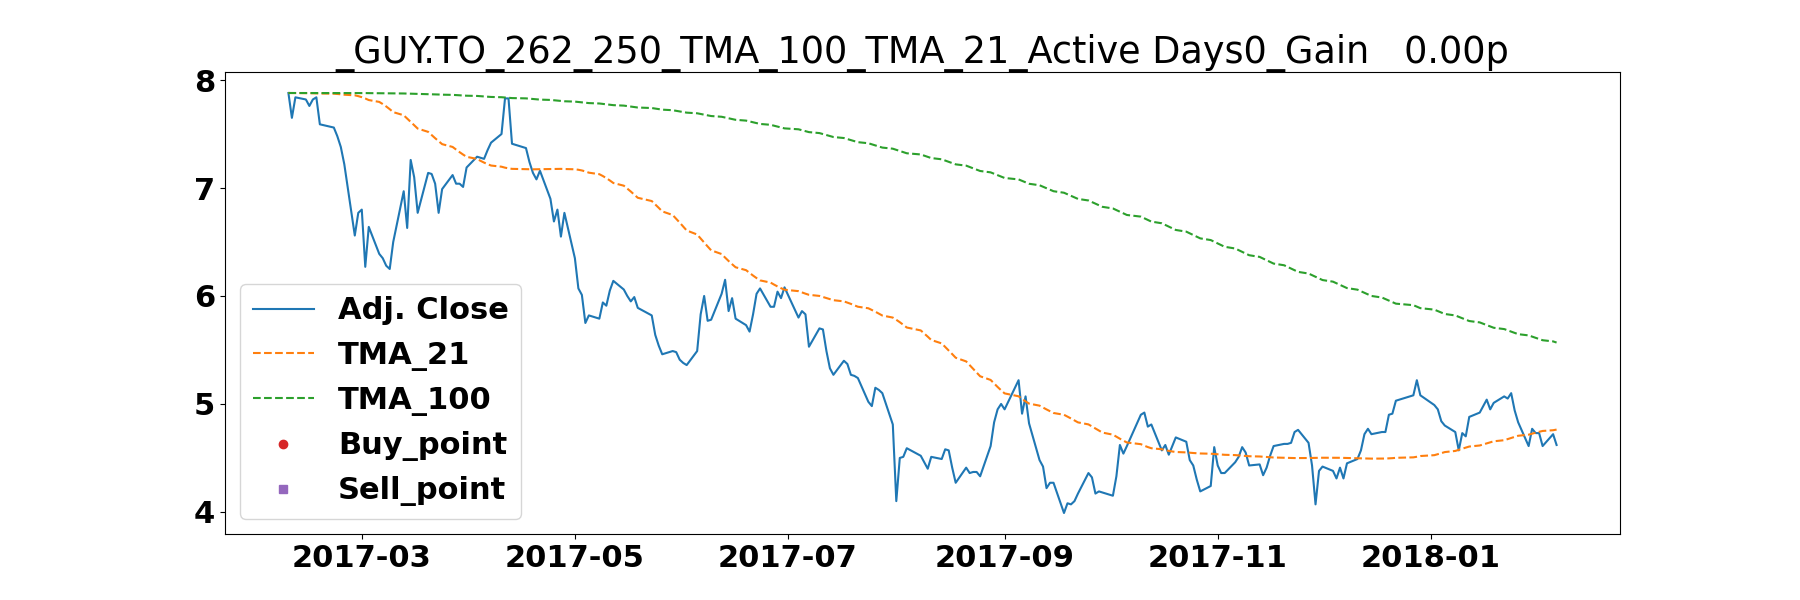 _GUY.TO_262_250_TMA_100_TMA_21_Active Days0_Gain   0.00p
8
7
6
5
4
Adj. Close
TMA_21
TMA_100
Buy_point
Sell_point
2017-03 2017-05 2017-07 2017-09 2017-11 2018-01